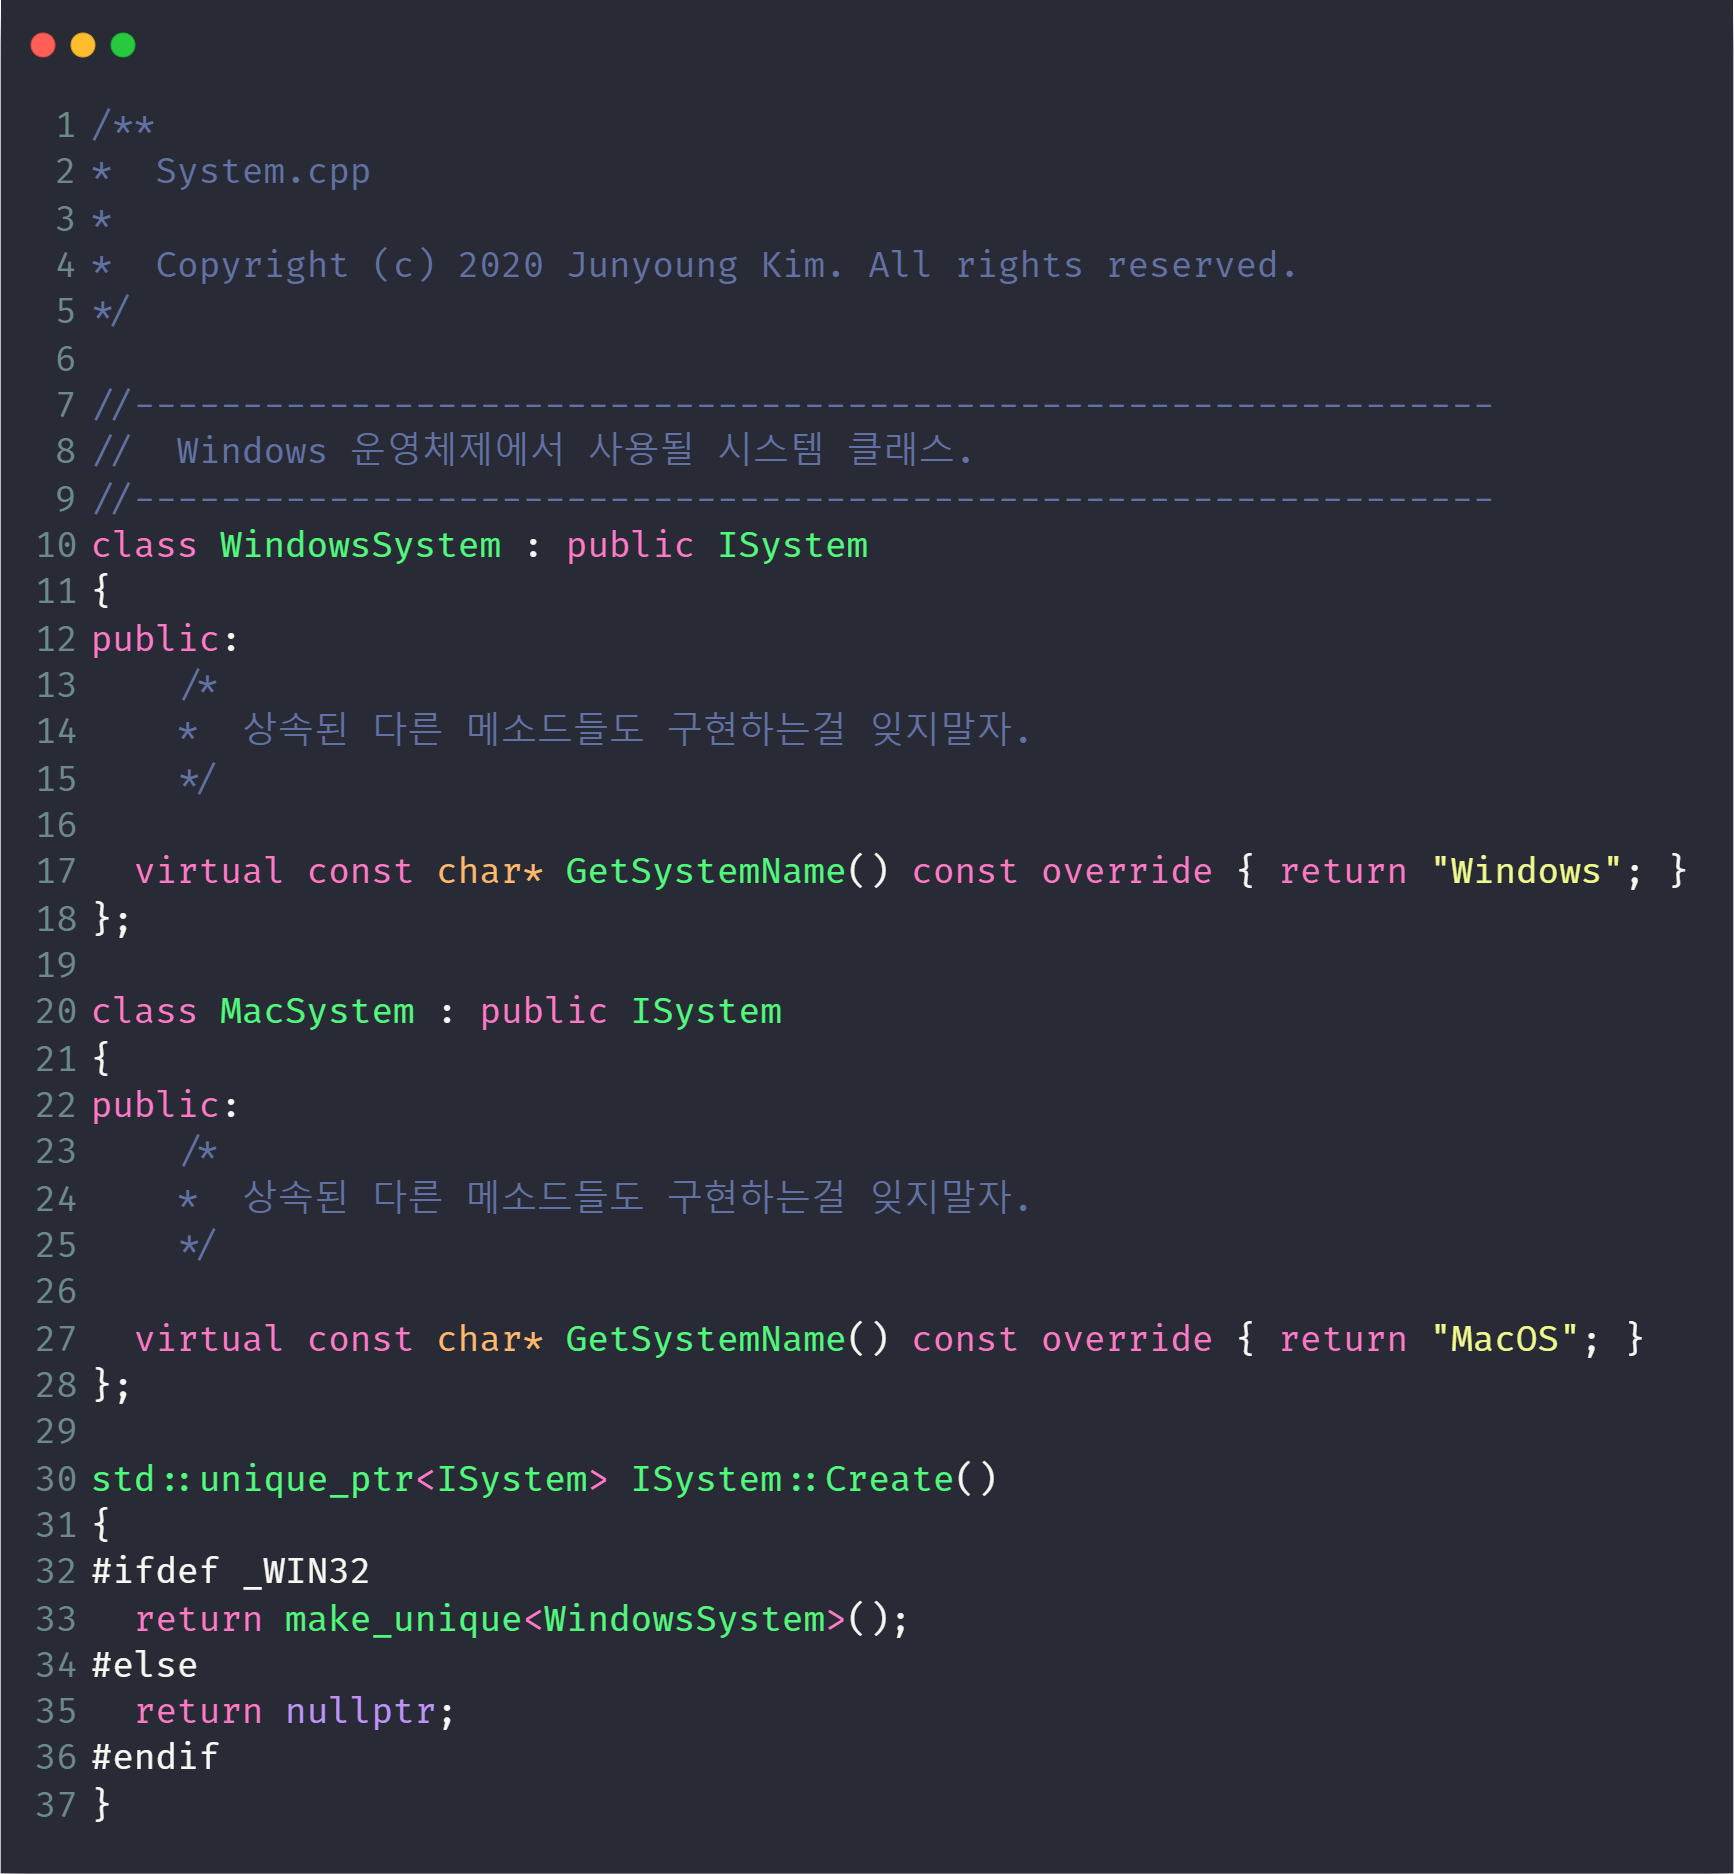 1 /**
2 *  System.cpp
3 *
4 *  Copyright (c) 2020 Junyoung Kim. All rights reserved.
5 */
6
7 //---------------------------------------------------------------
8 //  Windows 운영체제에서 사용될 시스템 클래스.
9 //---------------------------------------------------------------
10 class WindowsSystem : public ISystem
11 {
12 public:
13     /*
14     *  상속된 다른 메소드들도 구현하는걸 잊지말자.
15     */
16
17   virtual const char* GetSystemName() const override { return "Windows"; }
18 };
19
20 class MacSystem : public ISystem
21 {
22 public:
23     /*
24     *  상속된 다른 메소드들도 구현하는걸 잊지말자.
25     */
26
27   virtual const char* GetSystemName() const override { return "MacOS"; }
28 };
29
30 std::unique_ptr<ISystem> ISystem::Create()
31 {
32 #ifdef _WIN32
33   return make_unique<WindowsSystem>();
34 #else
35   return nullptr;
36 #endif
37 }